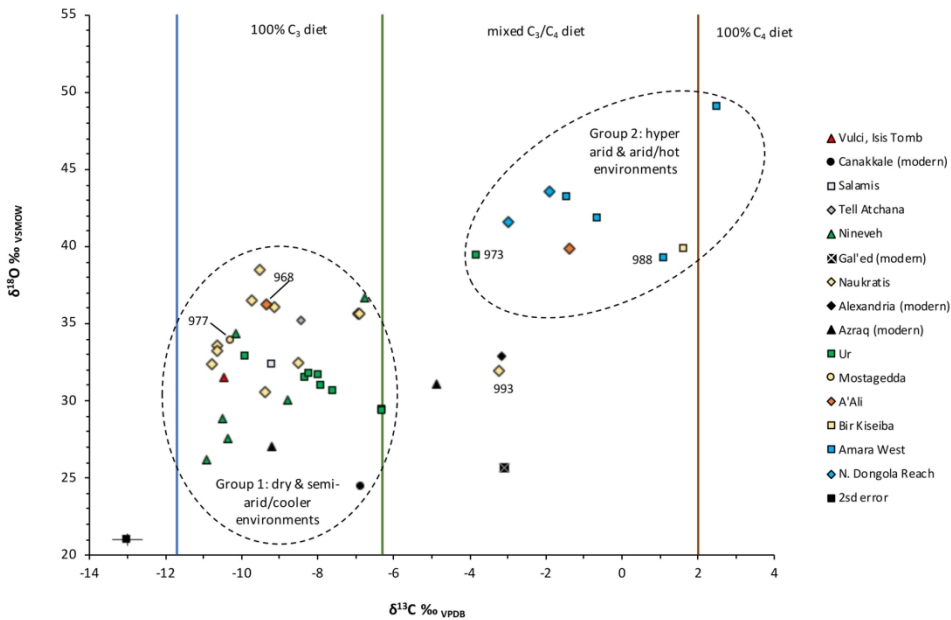 55
50
45
40
35
30
25
20
-14
-12
-10
-8
-6
-4
-2
0
2
4
δ¹⁸O ‰ VSMOW
δ¹³C ‰ VPDB
100% C₃ diet
mixed C₃/C₄ diet
100% C₄ diet
Group 2: hyper
arid & arid/hot
environments
973
988
968
977
993
Group 1: dry & semi-
arid/cooler
environments
Vulci, Isis Tomb
Canakkale (modern)
Salamis
Tell Atchana
Nineveh
Gal'ed (modern)
Naukratis
Alexandria (modern)
Azraq (modern)
Ur
Mostagedda
A'Ali
Bir Kiseiba
Amara West
N. Dongola Reach
2sd error